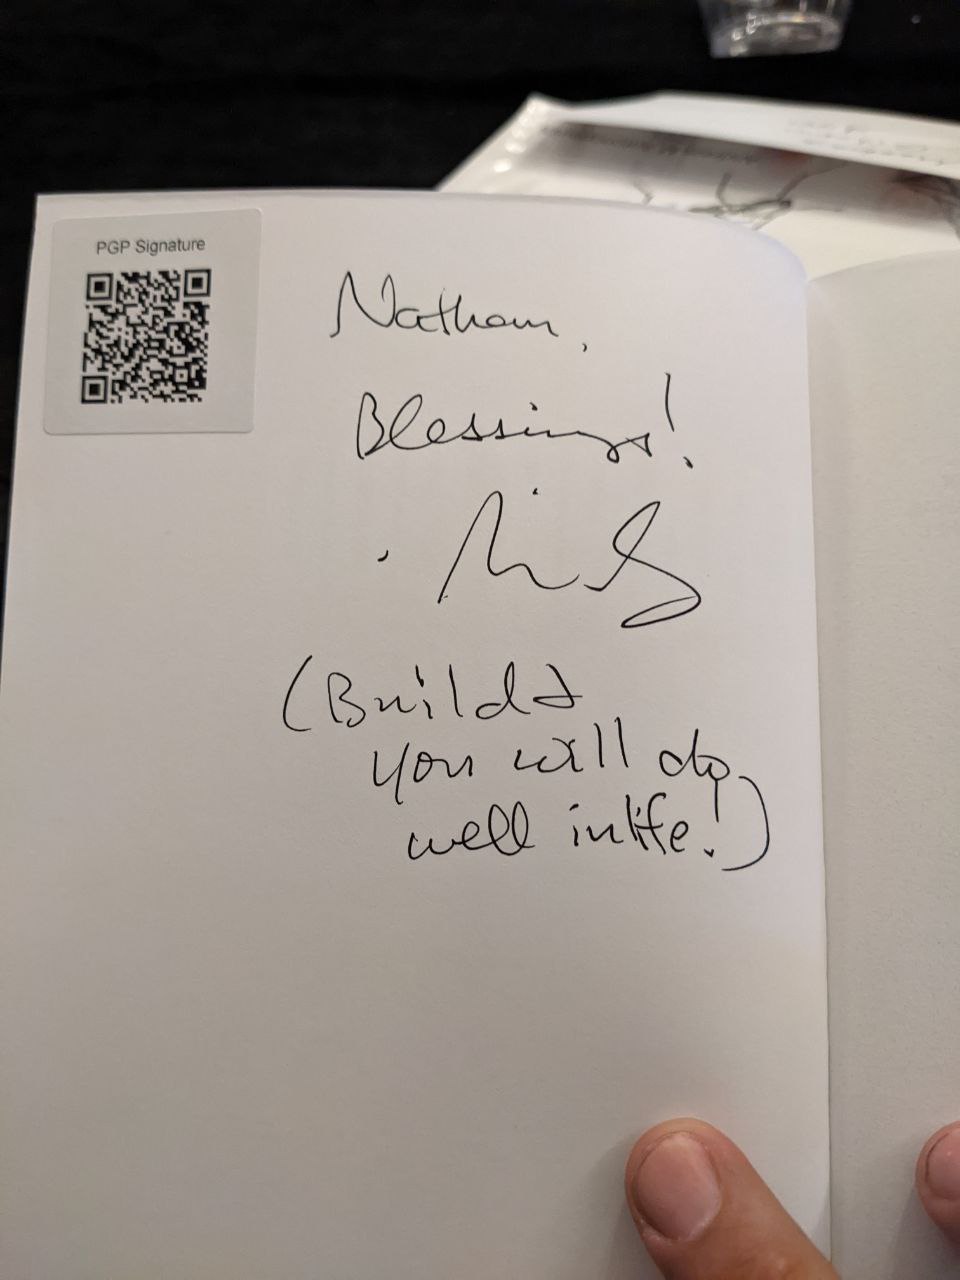 PGP Signature
Nathan,
Blessings!
(Build &
you will do
well in life!)